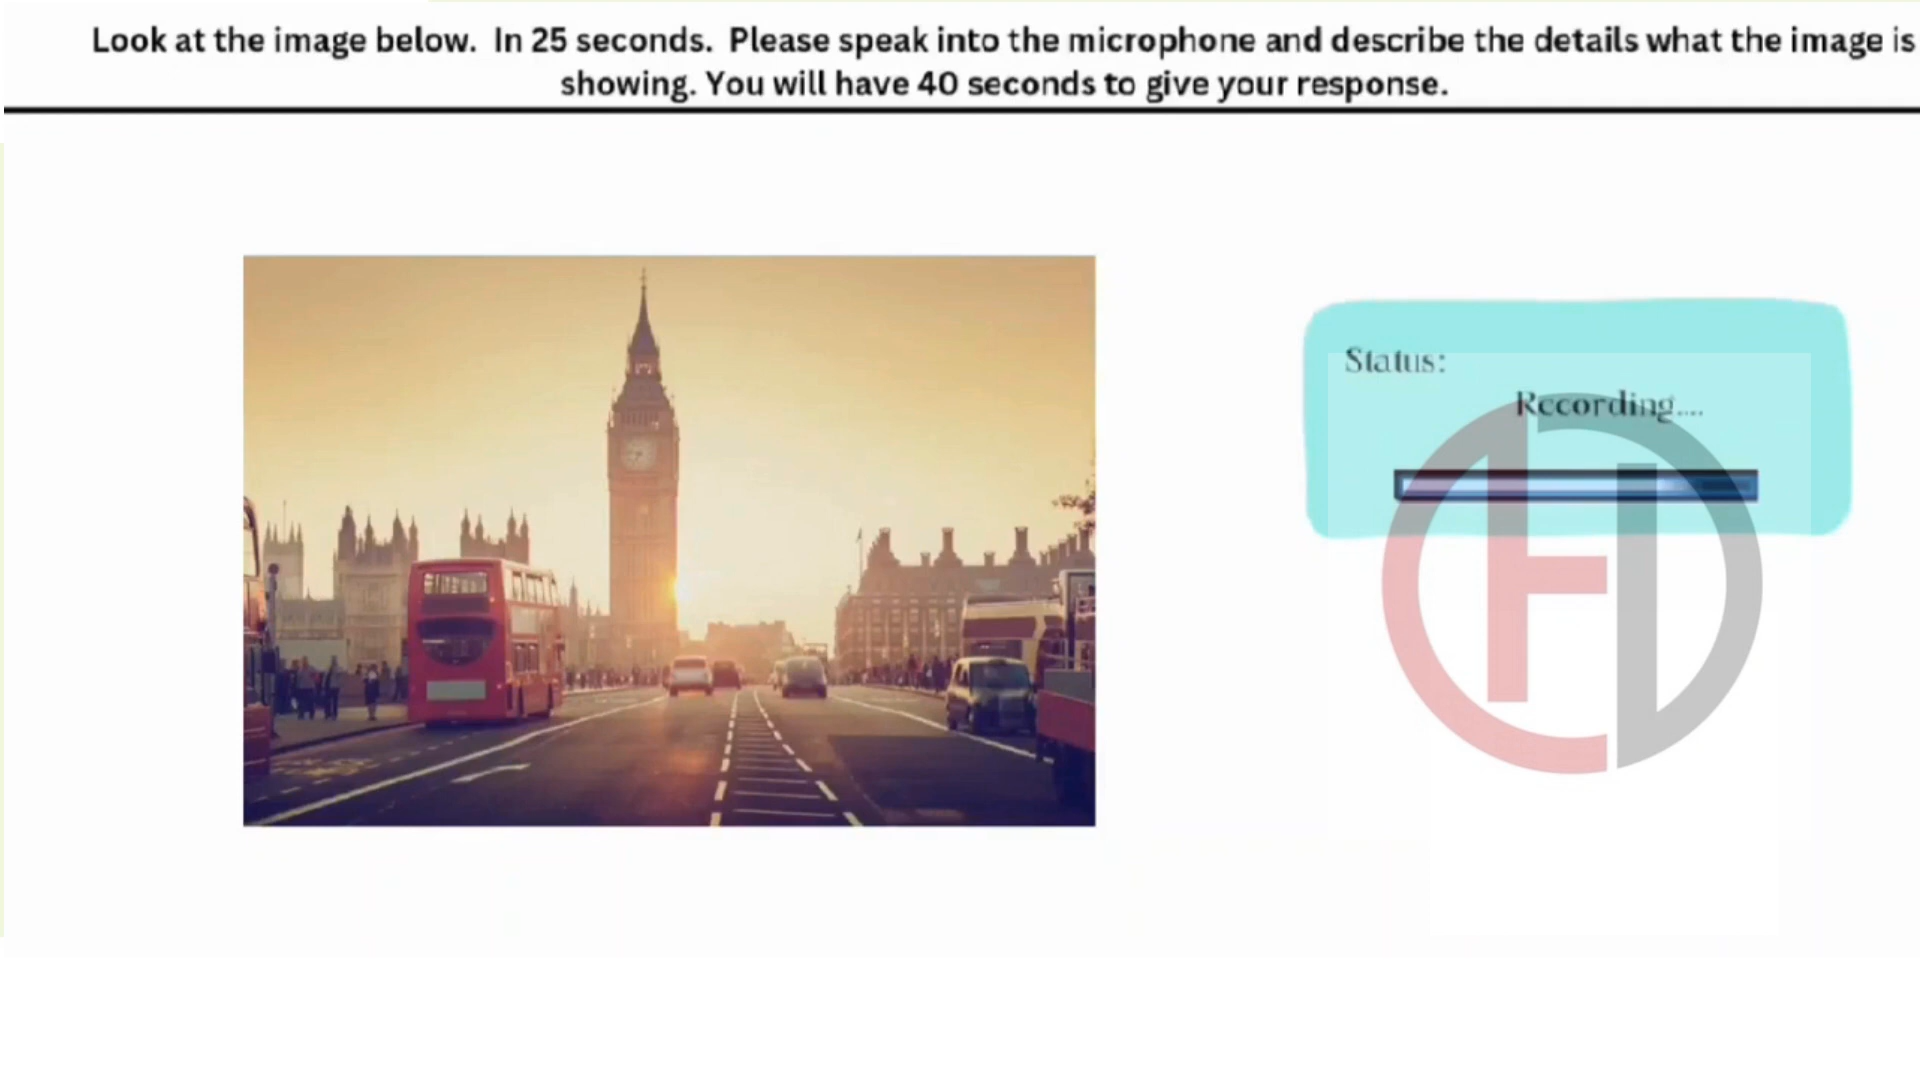 Look at the image below. In 25 seconds. Please speak into the microphone and describe the details what the image is
showing. You will have 40 seconds to give your response.
Status:
Recording....